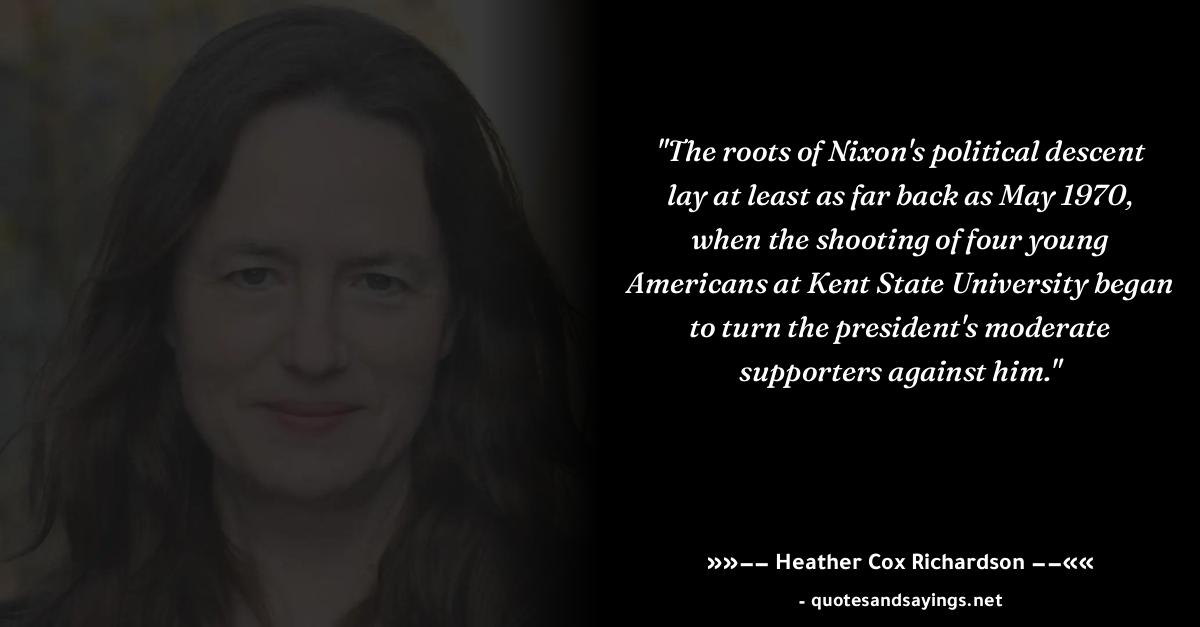 "The roots of Nixon's political descent
lay at least as far back as May 1970,
when the shooting of four young
Americans at Kent State University began
to turn the president's moderate
supporters against him."
»»−− Heather Cox Richardson −−««
- quotesandsayings.net